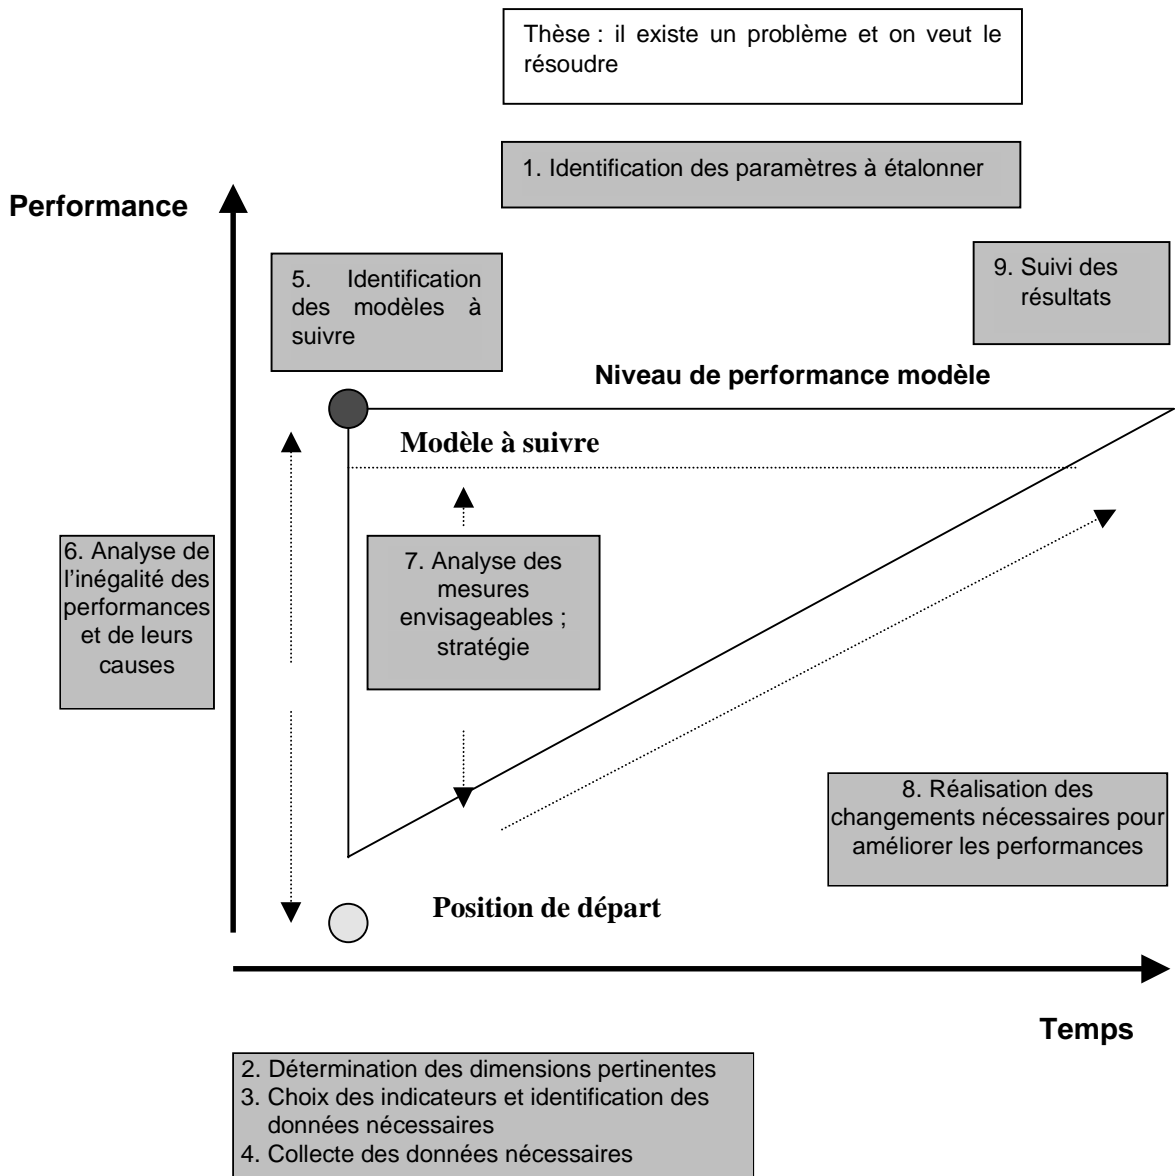 Thèse : il existe un problème et on veut le
résoudre
1. Identification des paramètres à étalonner
Performance
5. Identification
des modèles à
suivre
9. Suivi des
résultats
Niveau de performance modèle
Modèle à suivre
6. Analyse de
l'inégalité des
performances
et de leurs
causes
7. Analyse des
mesures
envisageables ;
stratégie
8. Réalisation des
changements nécessaires pour
améliorer les performances
Position de départ
Temps
2. Détermination des dimensions pertinentes
3. Choix des indicateurs et identification des
données nécessaires
4. Collecte des données nécessaires